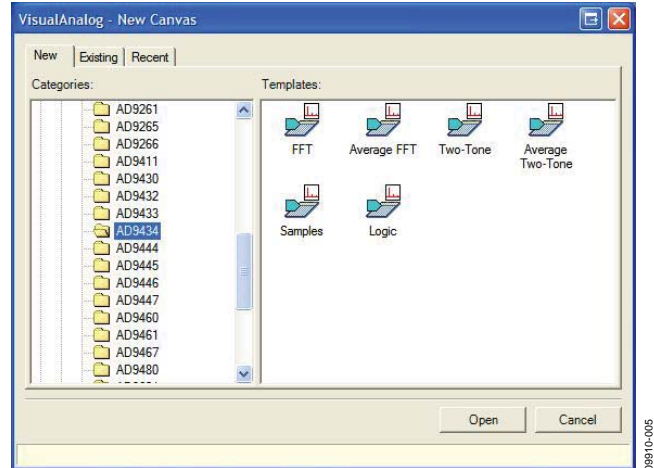 VisualAnalog - New Canvas
New Existing Recent
Categories:
Templates:
AD9261
AD9265
AD9266
AD9411
AD9430
AD9432
AD9433
AD9434
AD9444
AD9445
AD9446
AD9447
AD9460
AD9461
AD9467
AD9480
FFT
Average FFT
Two-Tone
Average
Two-Tone
Samples
Logic
Open
Cancel
09910-005